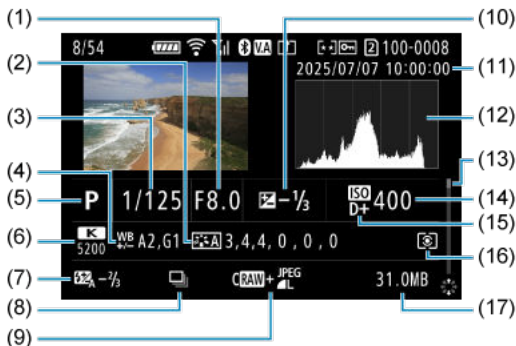 (1) (10)
8/54 V.A 2 100-0008
(2) 2025/07/07 10:00:00 (11)
(3) (12)
(4) (13)
(5) P 1/125 F8.0 −⅓ ISO D+ 400 (14)
(15)
(6) K 5200 WB +/- A2,G1 A 3,4,4, 0 , 0 , 0 (16)
(7) A −⅔ RAW + JPEG L 31.0MB
(8) (17)
(9)